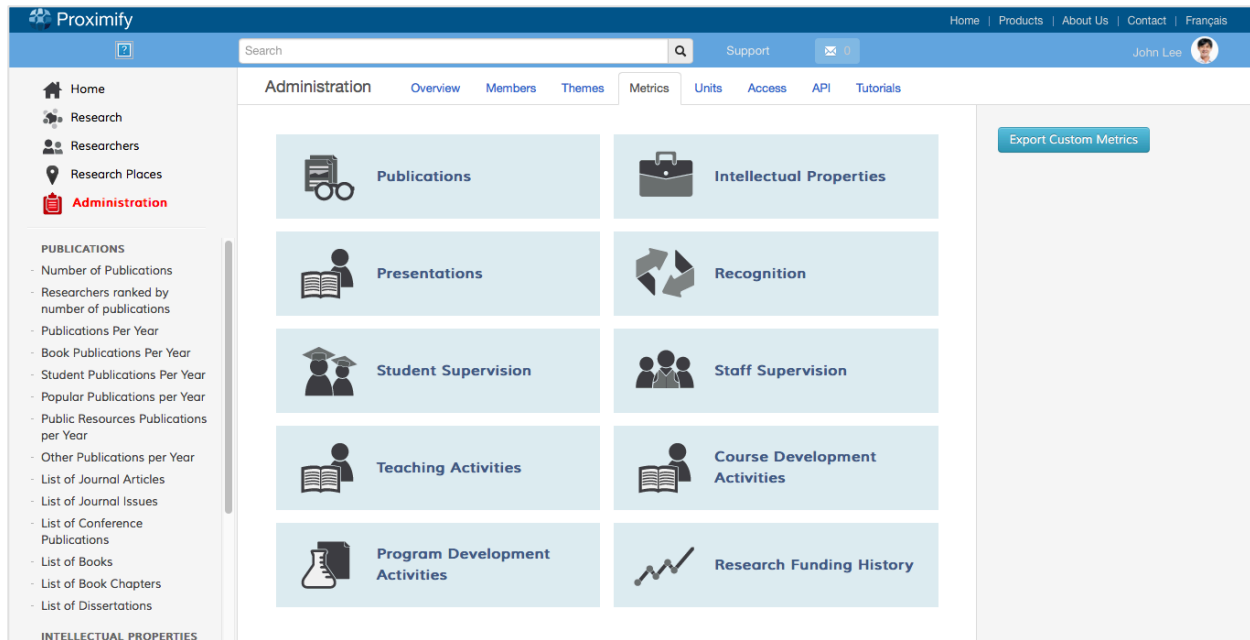 Proximify
Home | Products | About Us | Contact | Français
?
Search
Support
0
John Lee
Home
Research
Researchers
Research Places
Administration
PUBLICATIONS
- Number of Publications
- Researchers ranked by
number of publications
- Publications Per Year
- Book Publications Per Year
- Student Publications Per Year
- Popular Publications per Year
- Public Resources Publications
per Year
- Other Publications per Year
- List of Journal Articles
- List of Journal Issues
- List of Conference
Publications
- List of Books
- List of Book Chapters
- List of Dissertations
INTELLECTUAL PROPERTIES
Administration
Overview
Members
Themes
Metrics
Units
Access
API
Tutorials
Publications
Intellectual Properties
Presentations
Recognition
Student Supervision
Staff Supervision
Teaching Activities
Course Development
Activities
Program Development
Activities
Research Funding History
Export Custom Metrics